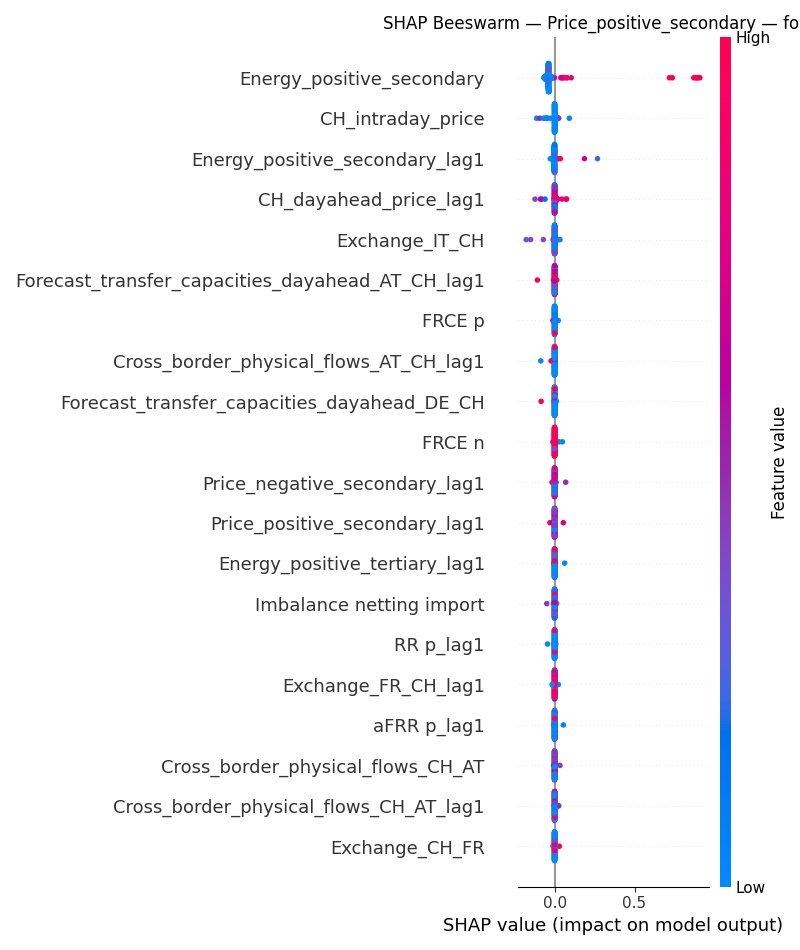 SHAP Beeswarm — Price_positive_secondary — fo
High
Energy_positive_secondary
CH_intraday_price
Energy_positive_secondary_lag1
CH_dayahead_price_lag1
Exchange_IT_CH
Forecast_transfer_capacities_dayahead_AT_CH_lag1
FRCE p
Cross_border_physical_flows_AT_CH_lag1
Forecast_transfer_capacities_dayahead_DE_CH
FRCE n
Price_negative_secondary_lag1
Price_positive_secondary_lag1
Energy_positive_tertiary_lag1
Imbalance netting import
RR p_lag1
Exchange_FR_CH_lag1
aFRR p_lag1
Cross_border_physical_flows_CH_AT
Cross_border_physical_flows_CH_AT_lag1
Exchange_CH_FR
Feature value
Low
0.0 0.5
SHAP value (impact on model output)